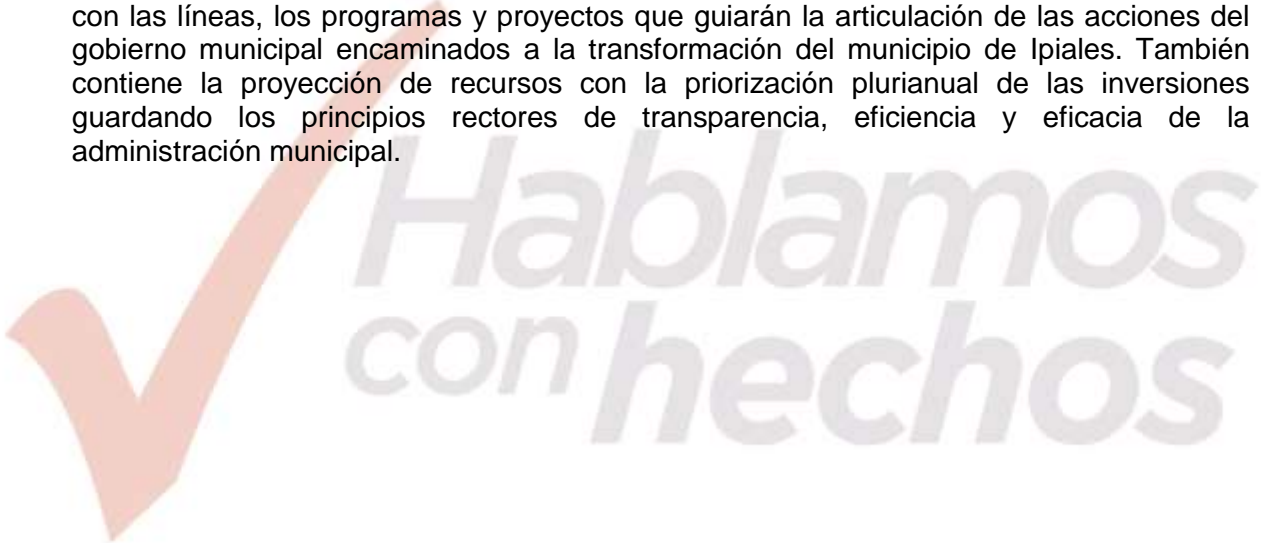 con las líneas, los programas y proyectos que guiarán la articulación de las acciones del
gobierno municipal encaminados a la transformación del municipio de Ipiales. También
contiene la proyección de recursos con la priorización plurianual de las inversiones
guardando los principios rectores de transparencia, eficiencia y eficacia de la
administración municipal.
Hablamos
con hechos